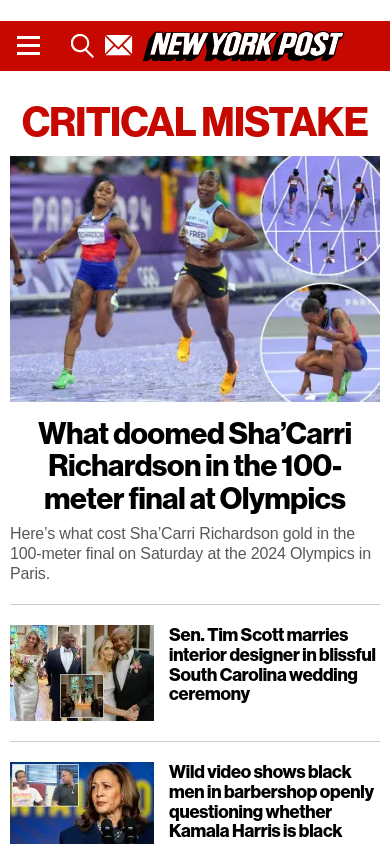 NEW YORK POST
CRITICAL MISTAKE
PARIS 2024
RICHARDSON
FRED
What doomed Sha’Carri
Richardson in the 100-
meter final at Olympics
Here’s what cost Sha’Carri Richardson gold in the
100-meter final on Saturday at the 2024 Olympics in
Paris.
Sen. Tim Scott marries
interior designer in blissful
South Carolina wedding
ceremony
Wild video shows black
men in barbershop openly
questioning whether
Kamala Harris is black